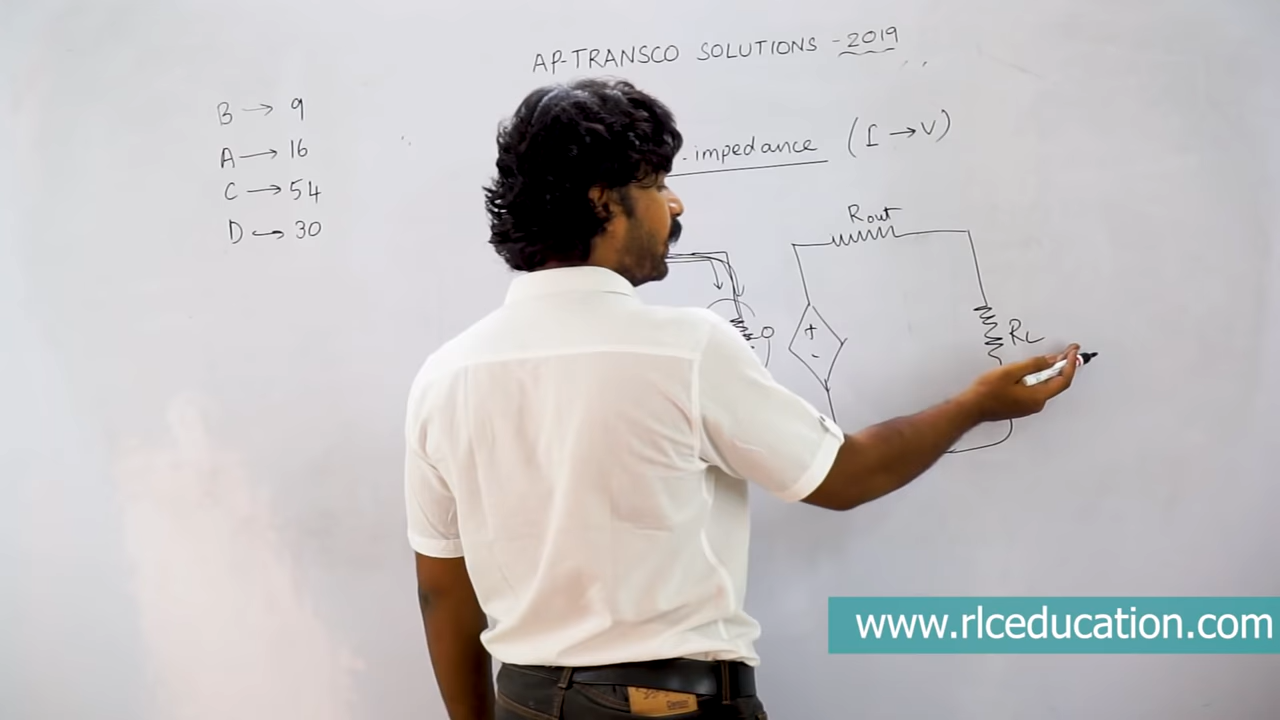 AP-TRANSCO SOLUTIONS - 2019
B → 9
A → 16
C → 54
D → 30
impedance (I → V)
Rout
+
-
RL
www.rlceducation.com